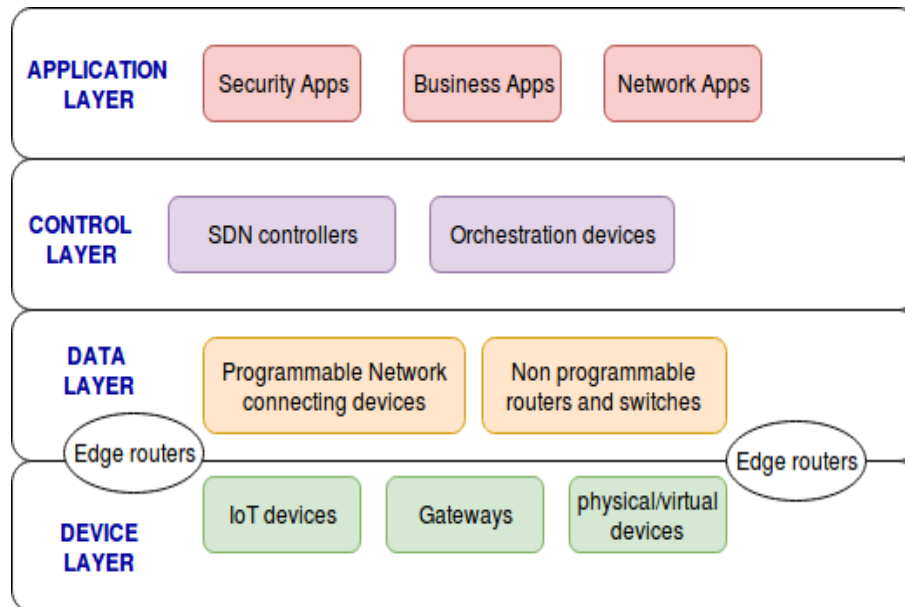 APPLICATION
LAYER
Security Apps
Business Apps
Network Apps
CONTROL
LAYER
SDN controllers
Orchestration devices
DATA
LAYER
Programmable Network
connecting devices
Non programmable
routers and switches
Edge routers
Edge routers
DEVICE
LAYER
IoT devices
Gateways
physical/virtual
devices